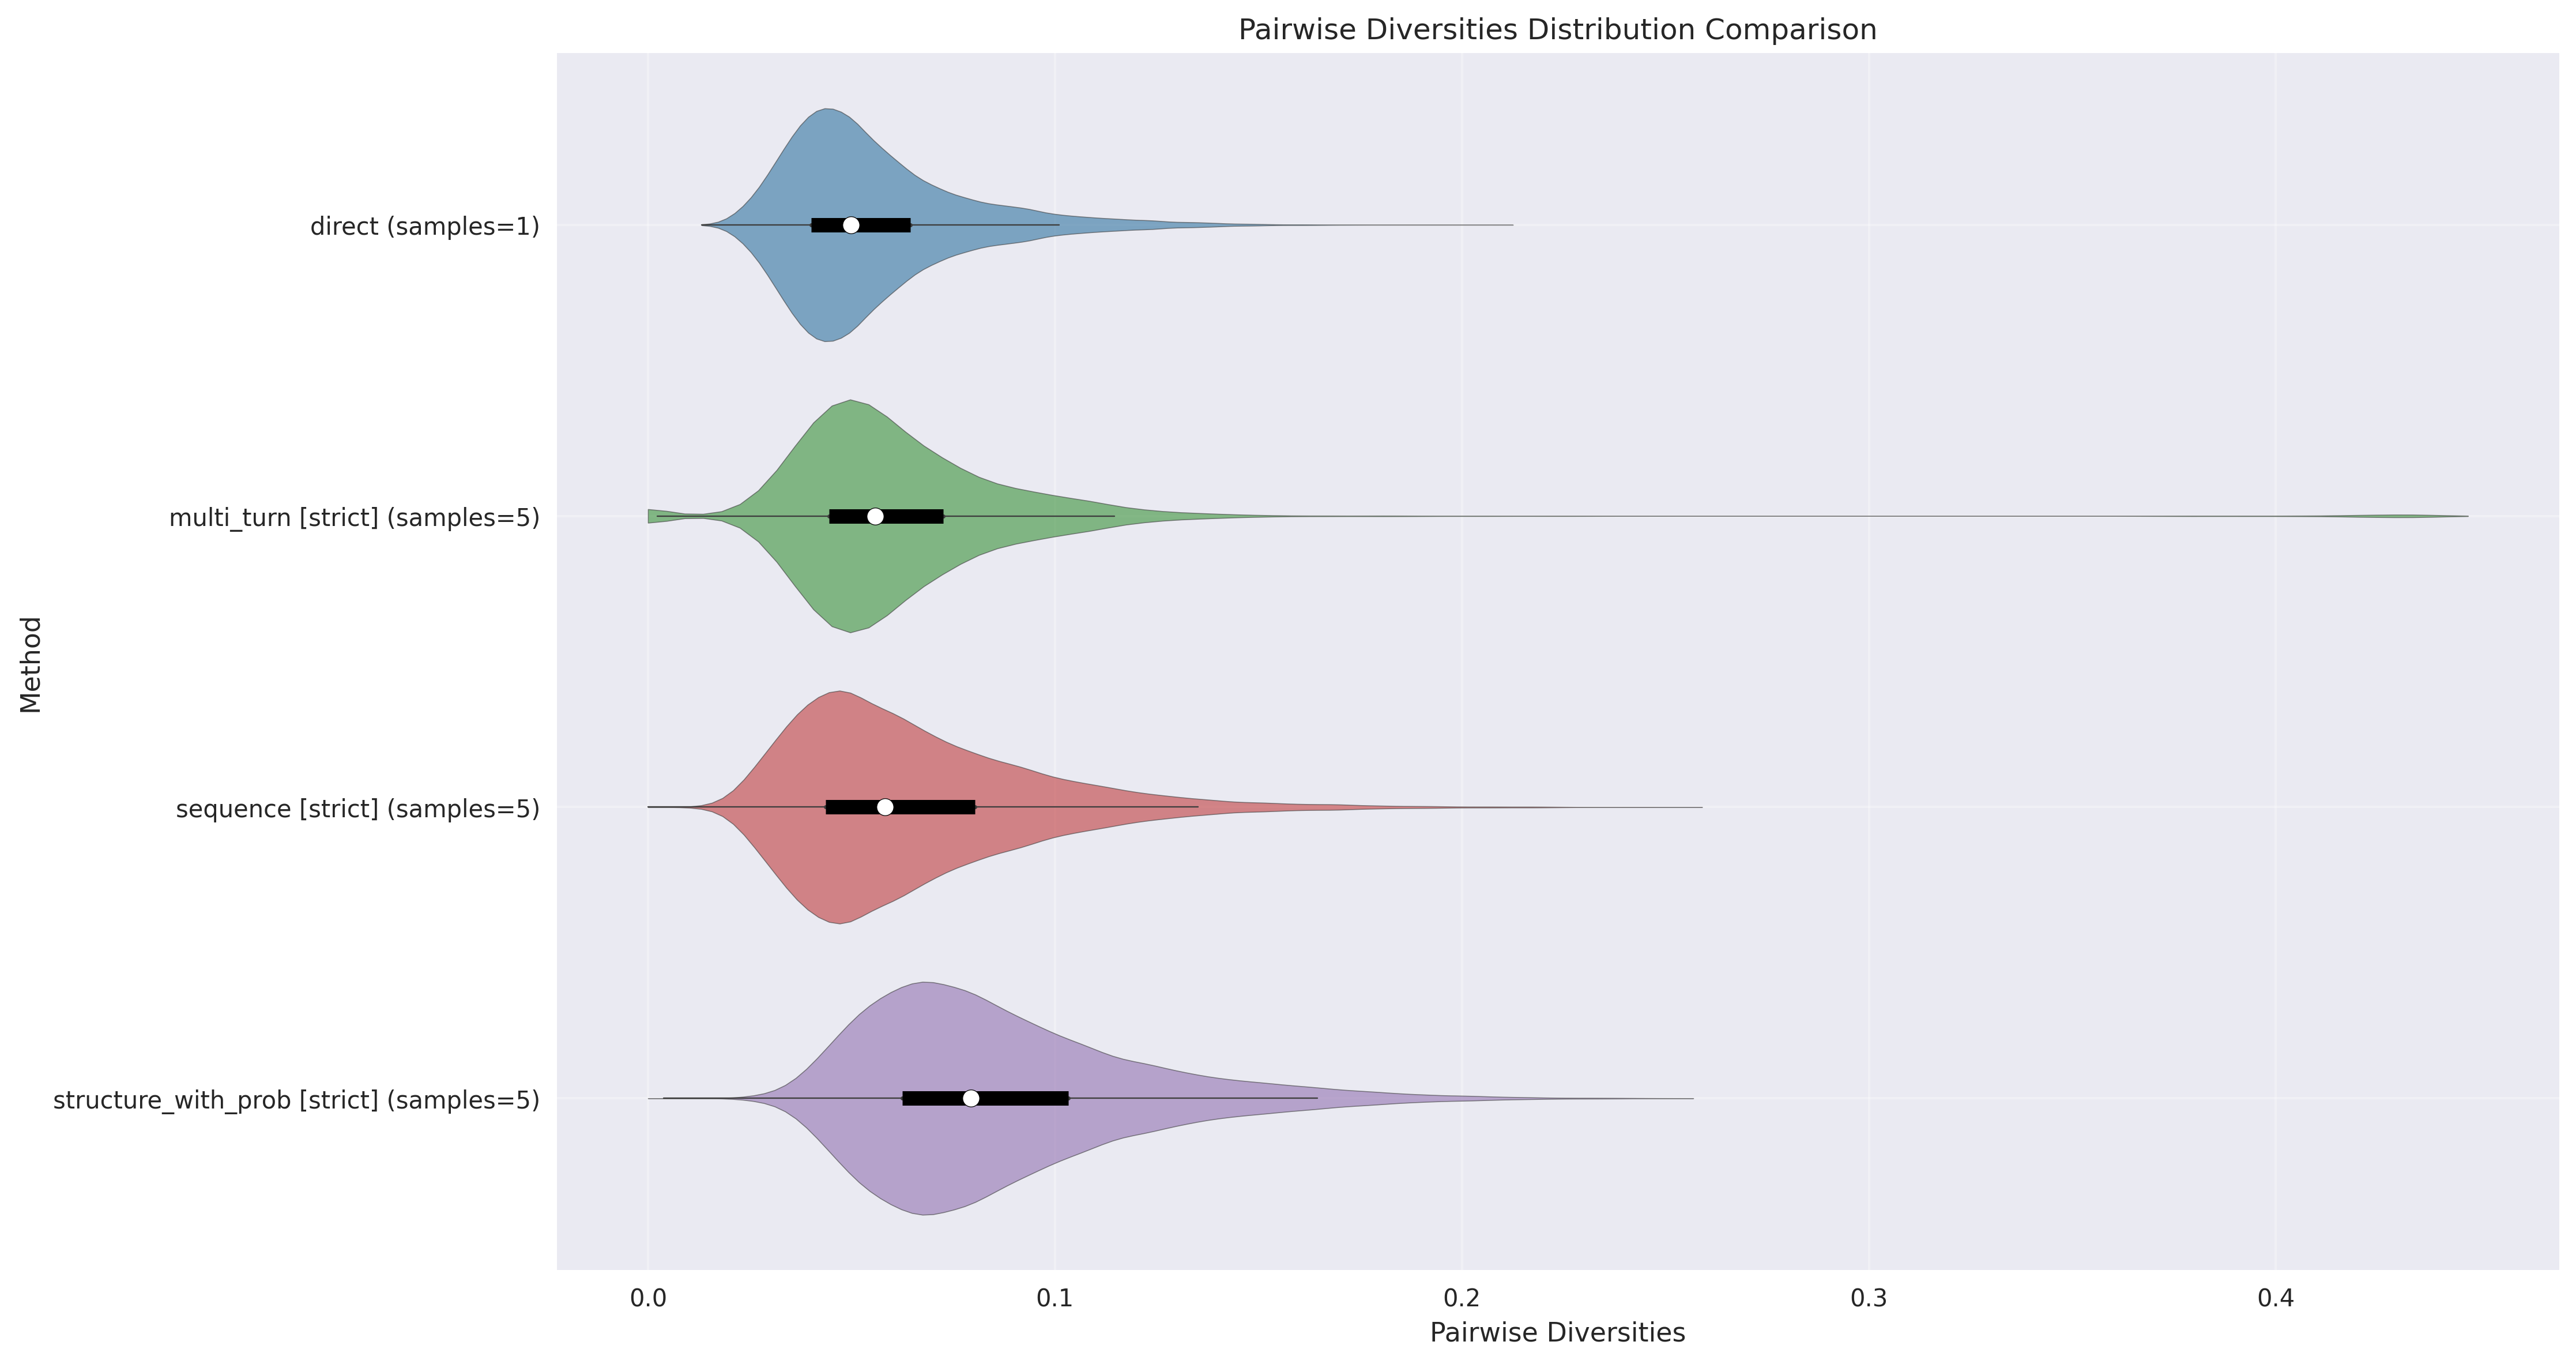 Pairwise Diversities Distribution Comparison
Method
direct (samples=1)
multi_turn [strict] (samples=5)
sequence [strict] (samples=5)
structure_with_prob [strict] (samples=5)
0.0 0.1 0.2 0.3 0.4
Pairwise Diversities